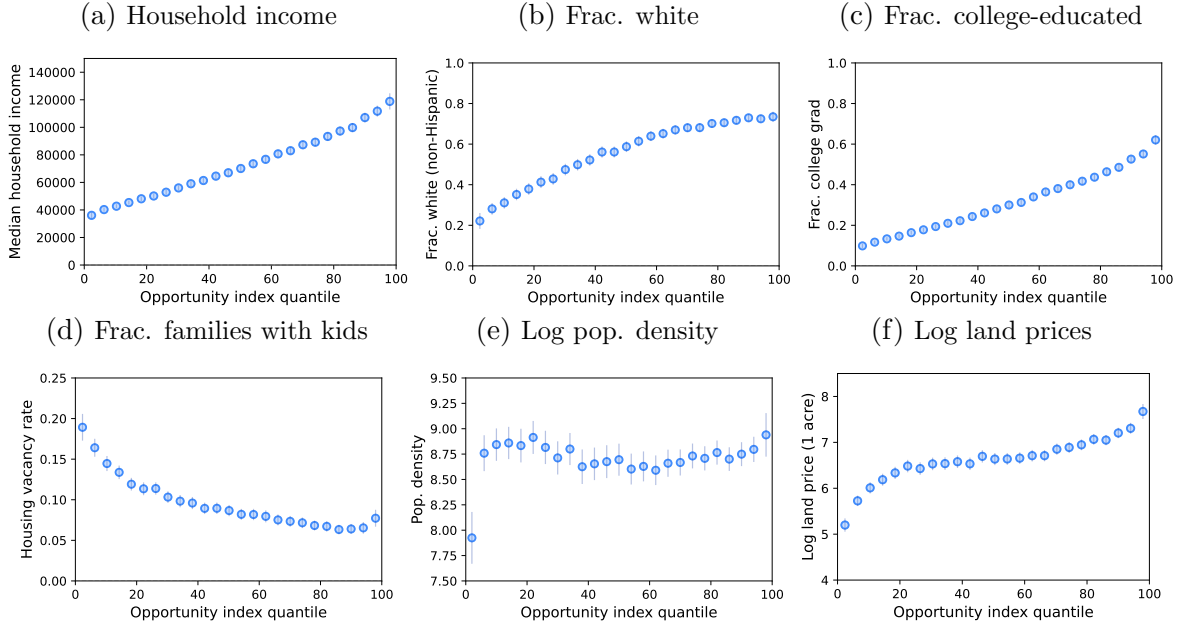 (a) Household income
(b) Frac. white
(c) Frac. college-educated
140000
120000
100000
80000
60000
40000
20000
0
Median household income
0 20 40 60 80 100
Opportunity index quantile
1.0
0.8
0.6
0.4
0.2
0.0
Frac. white (non-Hispanic)
0 20 40 60 80 100
Opportunity index quantile
1.0
0.8
0.6
0.4
0.2
0.0
Frac. college grad
0 20 40 60 80 100
Opportunity index quantile
(d) Frac. families with kids
(e) Log pop. density
(f) Log land prices
0.25
0.20
0.15
0.10
0.05
0.00
Housing vacancy rate
0 20 40 60 80 100
Opportunity index quantile
9.50
9.25
9.00
8.75
8.50
8.25
8.00
7.75
7.50
Pop. density
0 20 40 60 80 100
Opportunity index quantile
8
7
6
5
4
Log land price (1 acre)
0 20 40 60 80 100
Opportunity index quantile